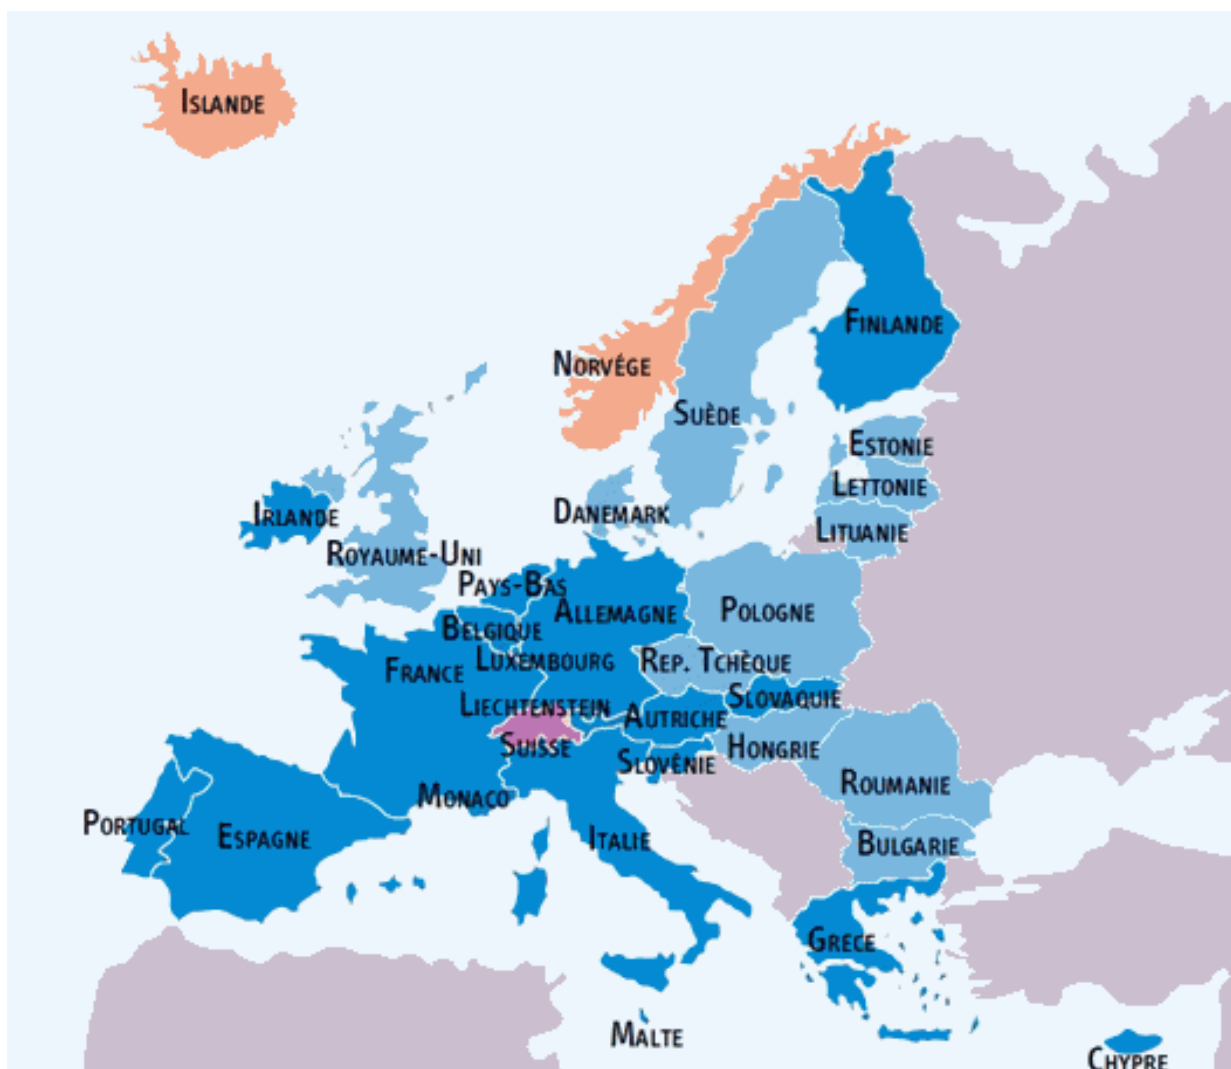 ISLANDE
FINLANDE
NORVÉGE
SUÈDE
ESTONIE
LETTONIE
IRLANDE
DANEMARK
LITUANIE
ROYAUME-UNI
PAYS-BAS
ALLEMAGNE
POLOGNE
BELGIQUE
FRANCE
LUXEMBOURG
REP. TCHÈQUE
SLOVAQUIE
LIECHTENSTEIN
AUTRICHE
SUISSE
HONGRIE
SLOVÈNIE
ROUMANIE
MONACO
PORTUGAL
ESPAGNE
ITALIE
BULGARIE
GRÈCE
MALTE
CHYPRE